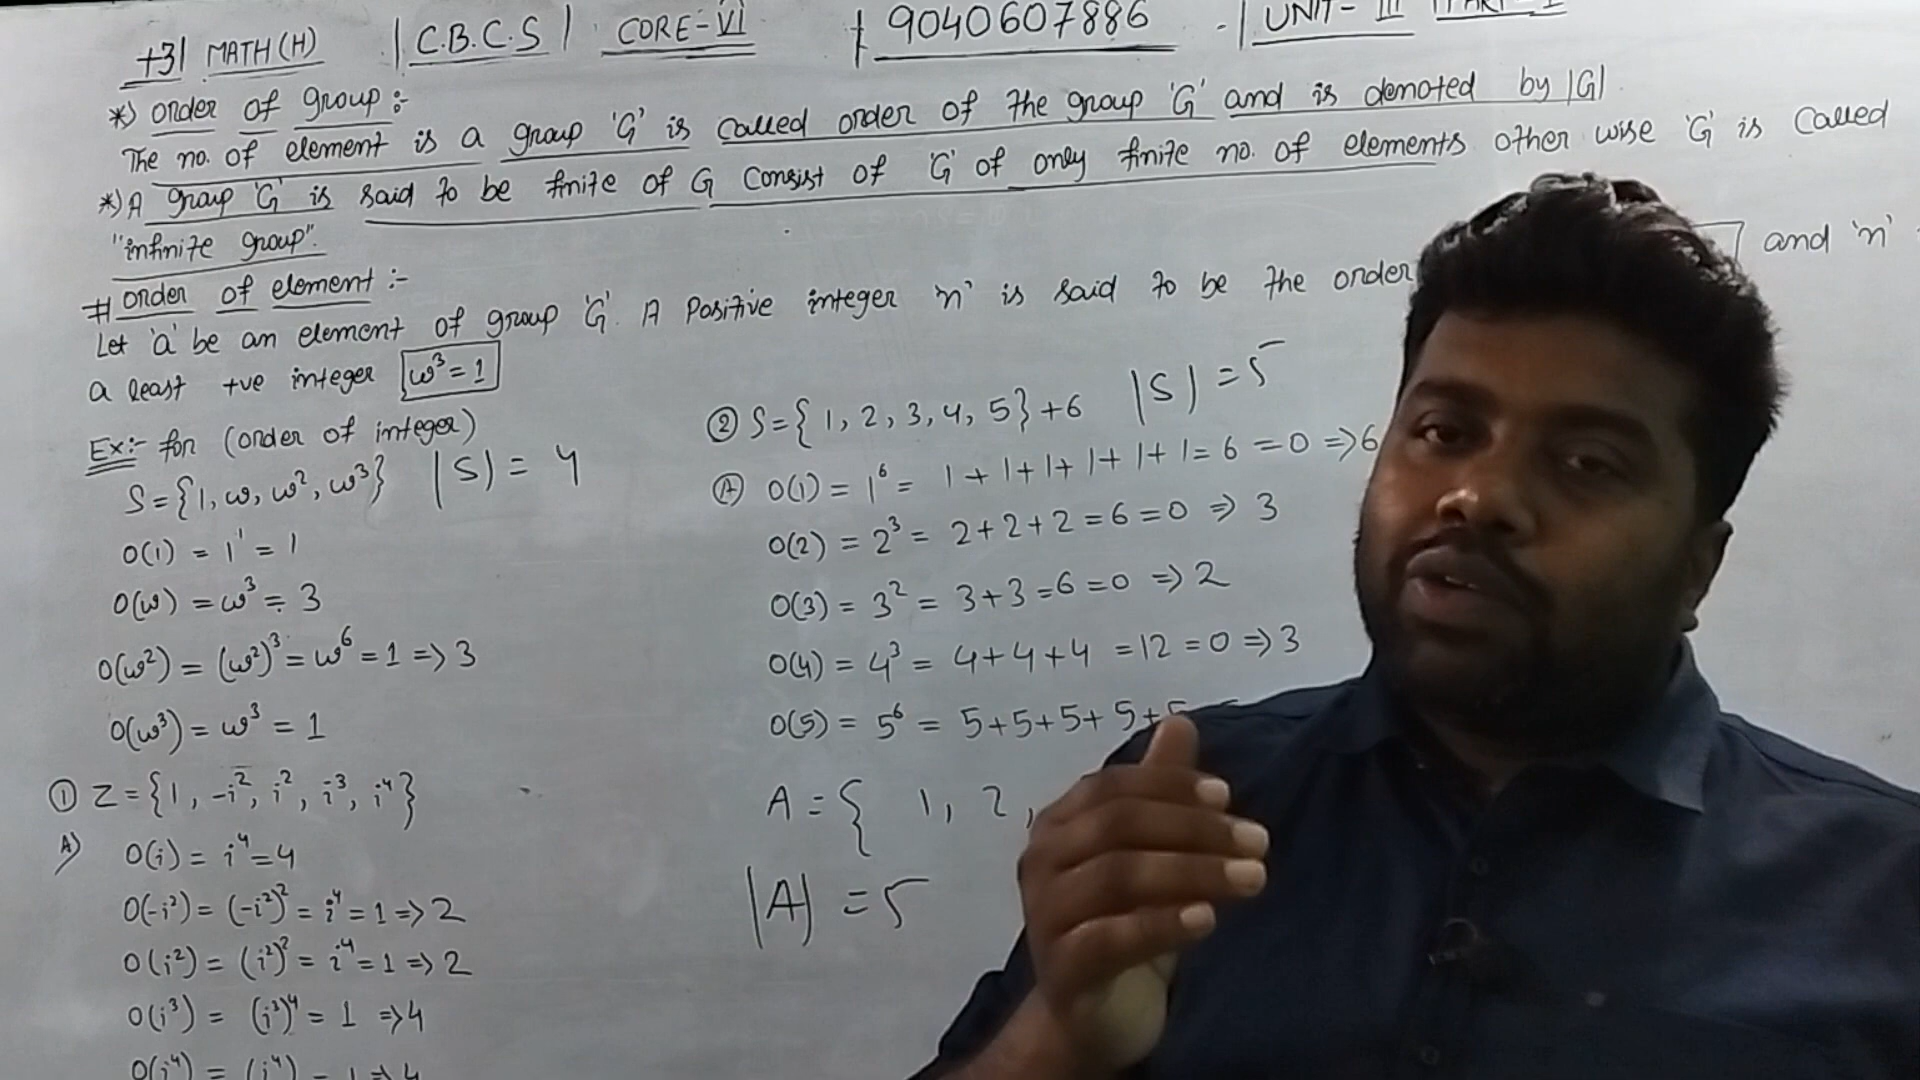 +3| MATH(H) | C.B.C.S | CORE-VI | 9040607886 - | UNIT- III | PART-I
*) order of group :-
The no. of element is a group 'G' is called order of the group 'G' and is denoted by |G|
*) A group 'G' is said to be finite of G consist of 'G' of only finite no. of elements other wise 'G' is called
"infinite group".
# order of element :-
Let 'a' be an element of group 'G'. A Positive integer 'n' is said to be the order and 'n'
a least +ve integer ω³ = 1
Ex:- for (order of integer)
S = {1, ω, ω², ω³} |S| = 4
O(1) = 1¹ = 1
O(ω) = ω³ = 3
O(ω²) = (ω²)³ = ω⁶ = 1 => 3
O(ω³) = ω³ = 1
① Z = {1, -i², i², i³, i⁴}
A) O(i) = i⁴ = 4
O(-i²) = (-i²)² = i⁴ = 1 => 2
O(i²) = (i²)² = i⁴ = 1 => 2
O(i³) = (i³)⁴ = 1 => 4
O(i⁴) = (i⁴) = 1 => 4
② S = {1, 2, 3, 4, 5} +6 |S| = 5
Ⓐ O(1) = 1⁶ = 1 + 1 + 1 + 1 + 1 + 1 = 6 = 0 => 6
O(2) = 2³ = 2 + 2 + 2 = 6 = 0 => 3
O(3) = 3² = 3 + 3 = 6 = 0 => 2
O(4) = 4³ = 4 + 4 + 4 = 12 = 0 => 3
O(5) = 5⁶ = 5 + 5 + 5 + 5 + 5
A = { 1, 2,
|A| = 5